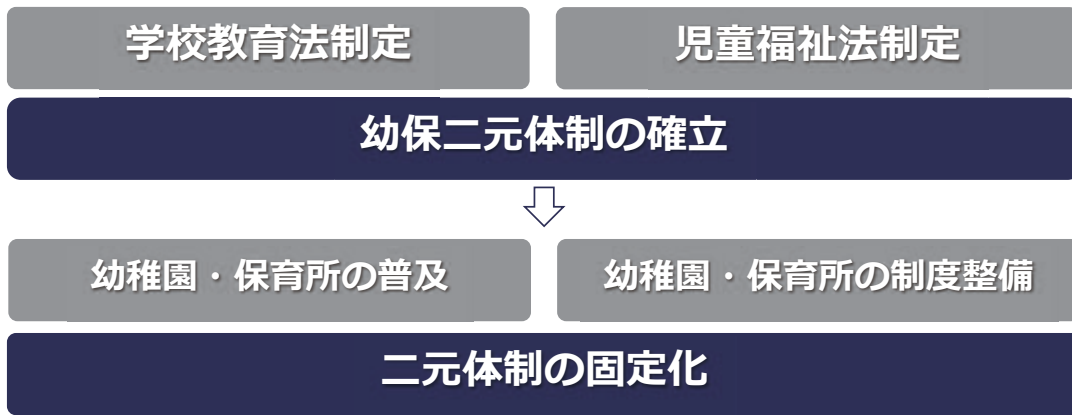 学校教育法制定
児童福祉法制定
幼保二元体制の確立
幼稚園・保育所の普及
幼稚園・保育所の制度整備
二元体制の固定化